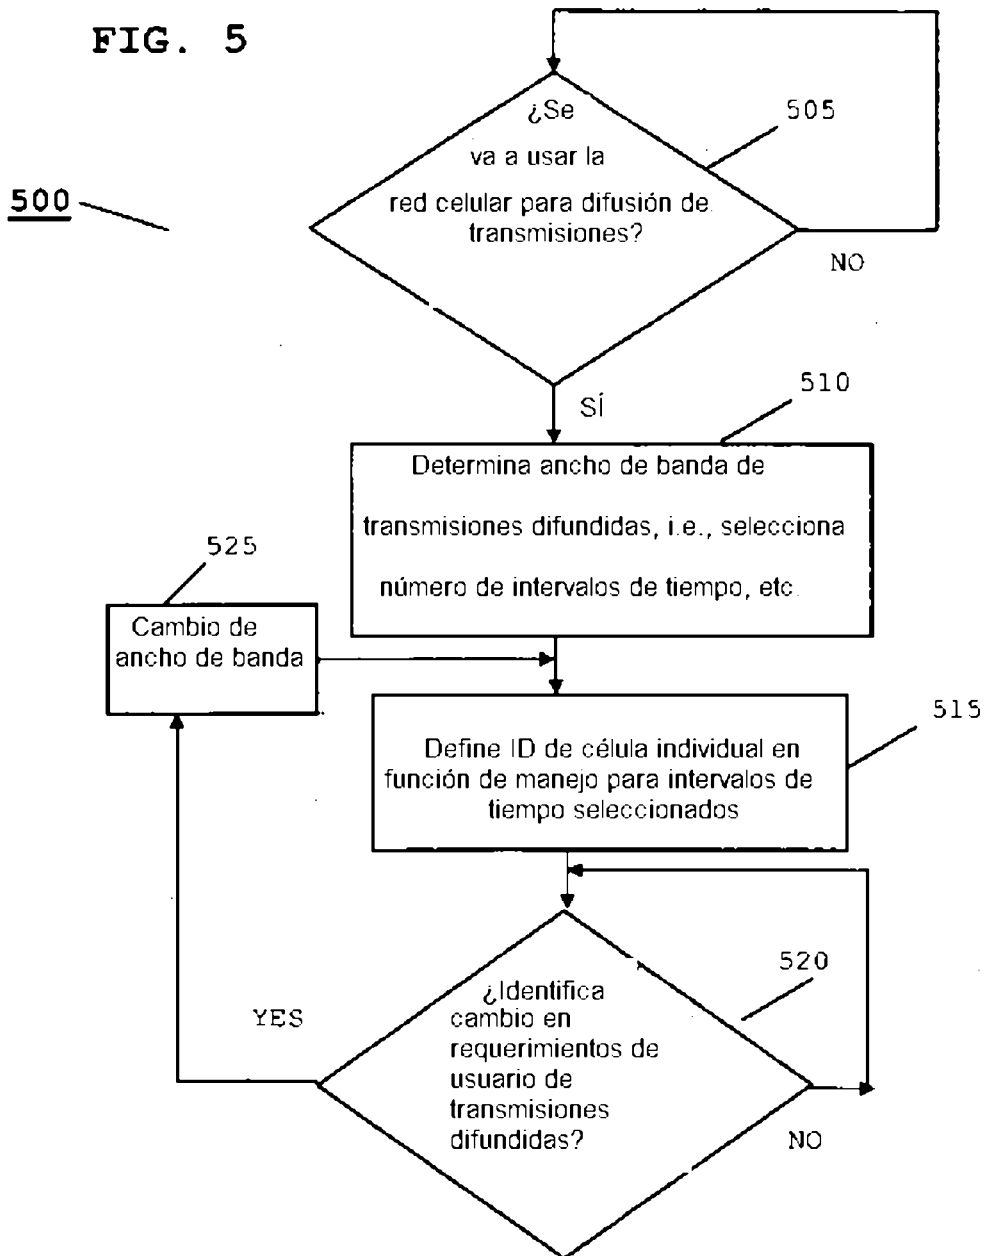 FIG. 5
¿Se
va a usar la
red celular para difusión de
transmisiones?
505
500
NO
SÍ
510
Determina ancho de banda de
transmisiones difundidas, i.e., selecciona
número de intervalos de tiempo, etc.
525
Cambio de
ancho de banda
515
Define ID de célula individual en
función de manejo para intervalos de
tiempo seleccionados
520
¿Identifica
cambio en
requerimientos de
usuario de
transmisiones
difundidas?
YES
NO